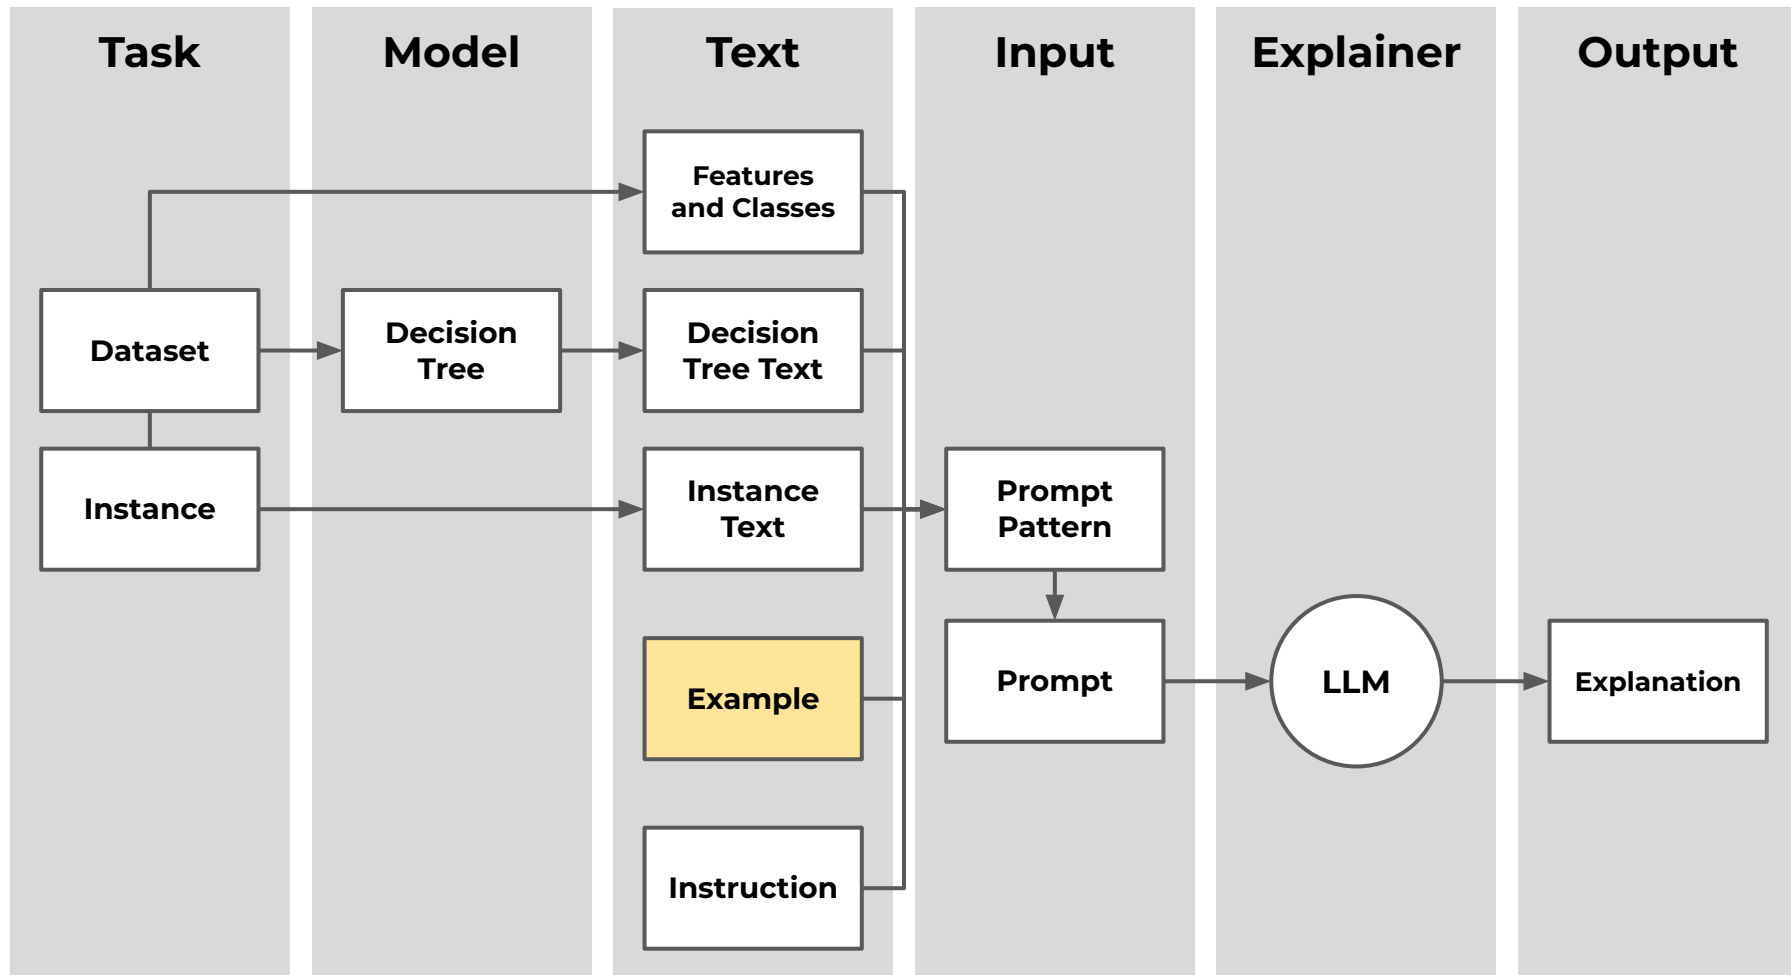 Task
Model
Text
Input
Explainer
Output
Features
and Classes
Dataset
Decision
Tree
Decision
Tree Text
Instance
Instance
Text
Prompt
Pattern
Example
Prompt
LLM
Explanation
Instruction